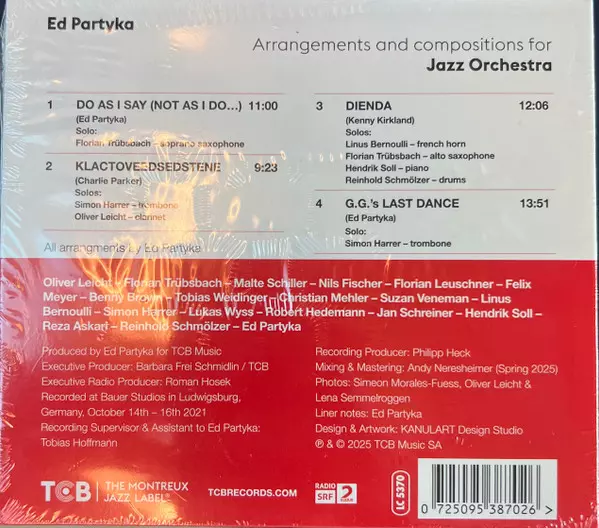 Ed Partyka
Arrangements and compositions for
Jazz Orchestra
1 DO AS I SAY (NOT AS I DO...) 11:00
(Ed Partyka)
Solo:
Florian Trübsbach – soprano saxophone
2 KLACTOVEEDSEDSTENE 9:23
(Charlie Parker)
Solos:
Simon Harrer – trombone
Oliver Leicht – clarinet
3 DIENDA 12:06
(Kenny Kirkland)
Solos:
Linus Bernoulli – french horn
Florian Trübsbach – alto saxophone
Hendrik Soll – piano
Reinhold Schmölzer – drums
4 G.G.'s LAST DANCE 13:51
(Ed Partyka)
Solo:
Simon Harrer – trombone
All arrangments by Ed Partyka
Oliver Leicht – Florian Trübsbach – Malte Schiller – Nils Fischer – Florian Leuschner – Felix
Meyer – Benny Brown – Tobias Weidinger – Christian Mehler – Suzan Veneman – Linus
Bernoulli – Simon Harrer – Lukas Wyss – Robert Hedemann – Jan Schreiner – Hendrik Soll –
Reza Askari – Reinhold Schmölzer – Ed Partyka
Produced by Ed Partyka for TCB Music
Executive Producer: Barbara Frei Schmidlin / TCB
Executive Radio Producer: Roman Hosek
Recorded at Bauer Studios in Ludwigsburg,
Germany, October 14th – 16th 2021
Recording Supervisor & Assistant to Ed Partyka:
Tobias Hoffmann
Recording Producer: Philipp Heck
Mixing & Mastering: Andy Neresheimer (Spring 2025)
Photos: Simeon Morales-Fuess, Oliver Leicht &
Lena Semmelroggen
Liner notes: Ed Partyka
Design & Artwork: KANULART Design Studio
℗ & © 2025 TCB Music SA
TCB THE MONTREUX
JAZZ LABEL
TCBRECORDS.COM
RADIO
SRF 2
LC 5370
0 725095 387026 >